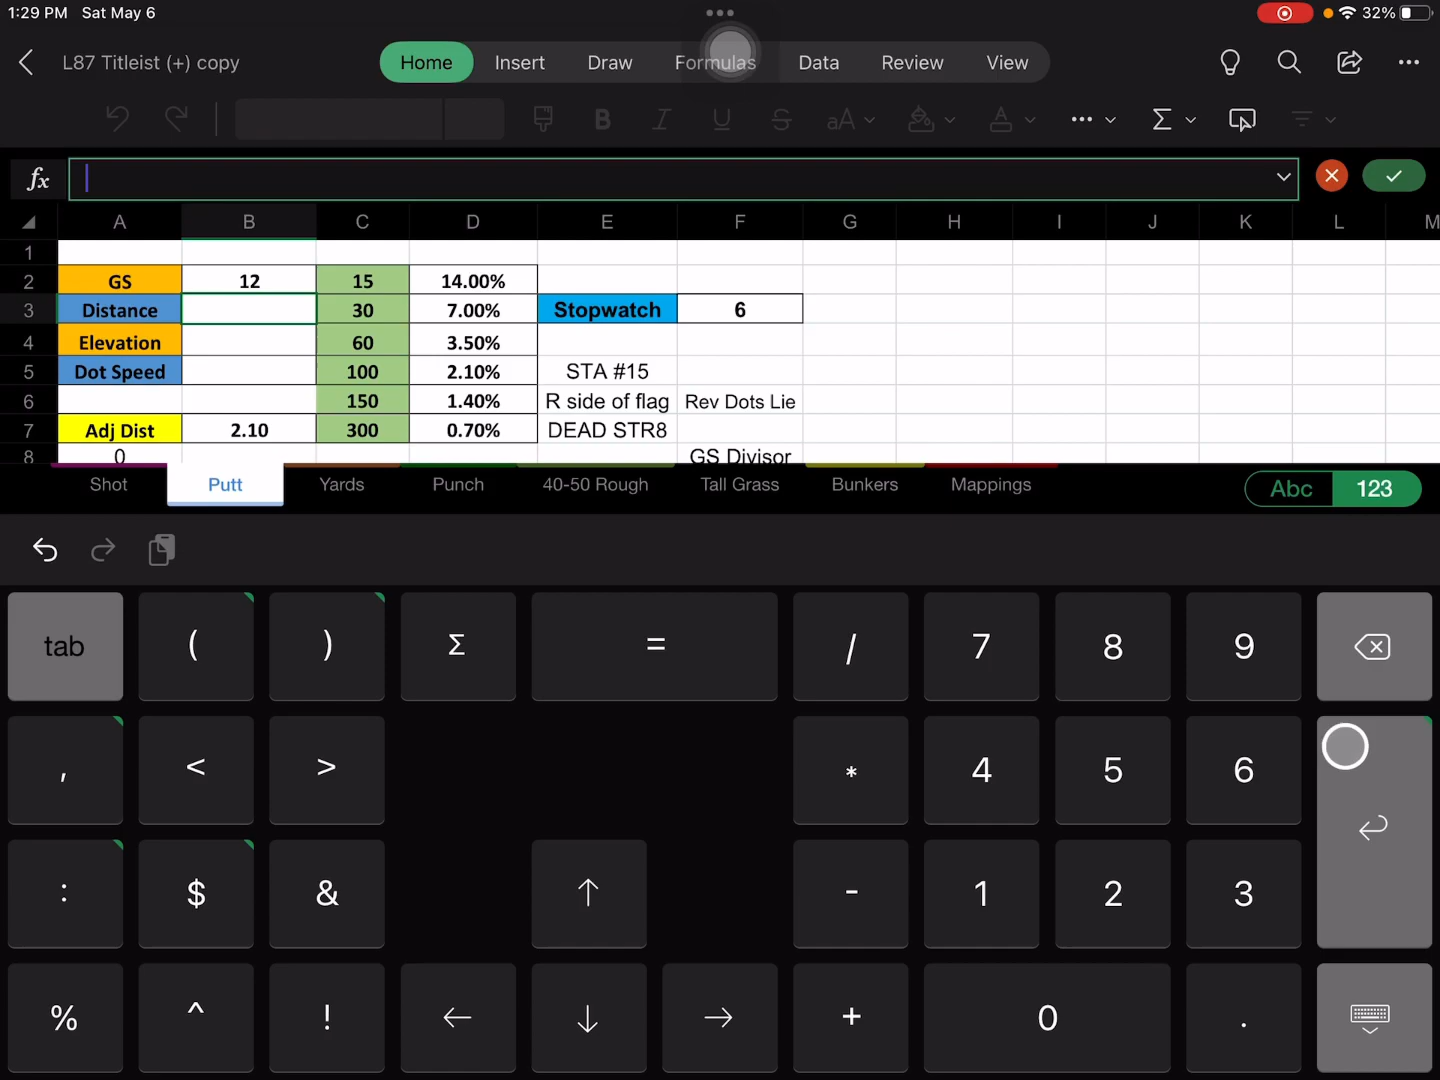 1:29 PM Sat May 6 32%
L87 Titleist (+) copy Home Insert Draw Formulas Data Review View
B I U S aA A Σ
fx
A B C D E F G H I J K L M
1
2 GS 12 15 14.00%
3 Distance 30 7.00% Stopwatch 6
4 Elevation 60 3.50%
5 Dot Speed 100 2.10% STA #15
6 150 1.40% R side of flag Rev Dots Lie
7 Adj Dist 2.10 300 0.70% DEAD STR8
8 0 GS Divisor
Shot Putt Yards Punch 40-50 Rough Tall Grass Bunkers Mappings Abc 123
tab ( ) Σ = / 7 8 9
, < > * 4 5 6
: $ & ↑ - 1 2 3
% ^ ! ← ↓ → + 0 .